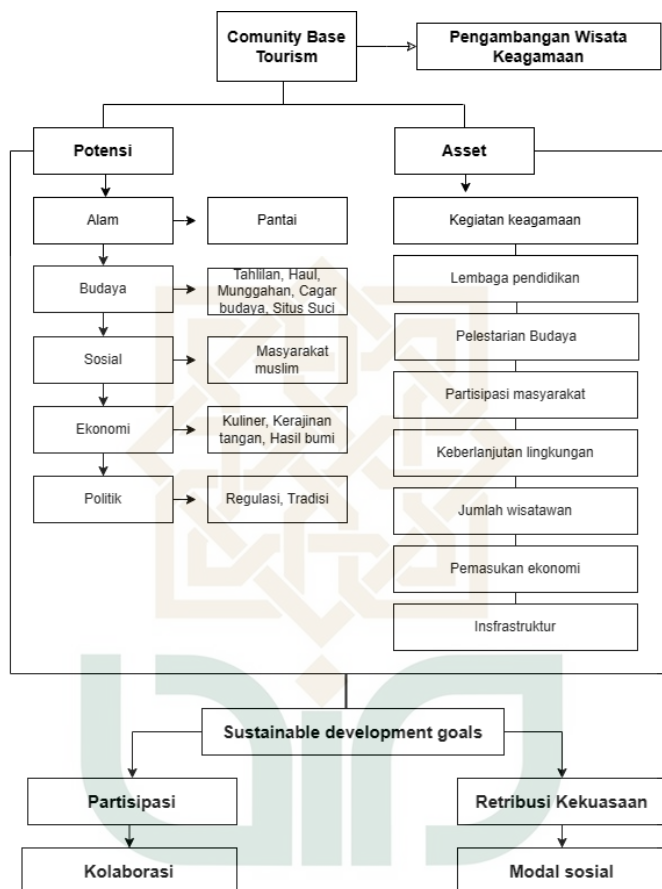 Comunity Base
Tourism
Pengambangan Wisata
Keagamaan
Potensi
Asset
Alam
Pantai
Budaya
Tahlilan, Haul,
Munggahan, Cagar
budaya, Situs Suci
Sosial
Masyarakat
muslim
Ekonomi
Kuliner, Kerajinan
tangan, Hasil bumi
Politik
Regulasi, Tradisi
Kegiatan keagamaan
Lembaga pendidikan
Pelestarian Budaya
Partisipasi masyarakat
Keberlanjutan lingkungan
Jumlah wisatawan
Pemasukan ekonomi
Insfrastruktur
Sustainable development goals
Partisipasi
Retribusi Kekuasaan
Kolaborasi
Modal sosial